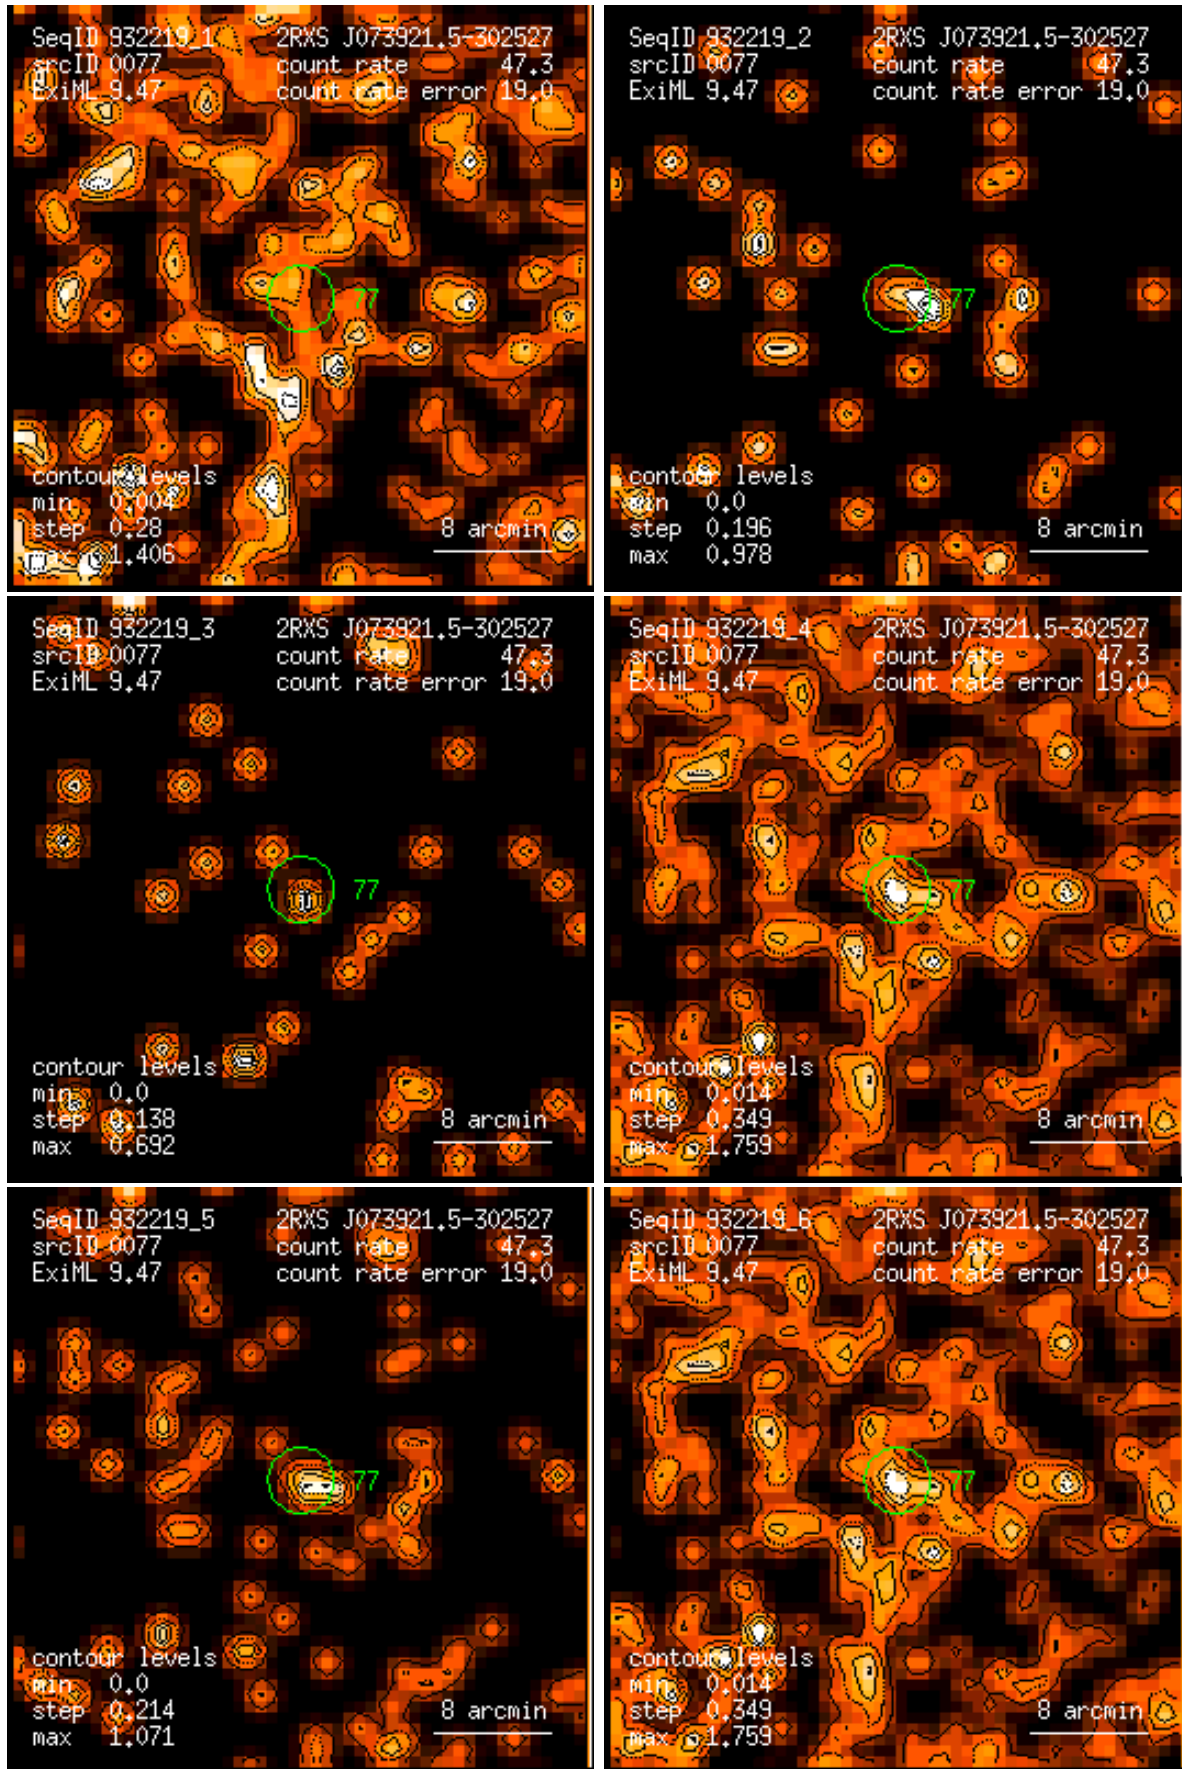 SeqID 932219_1 2RXS J073921.5-302527
srcID 0077 count rate 47.3
ExiML 9.47 count rate error 19.0
77
contour levels
min 0.004
step 0.28
max 1.406
8 arcmin
SeqID 932219_2 2RXS J073921.5-302527
srcID 0077 count rate 47.3
ExiML 9.47 count rate error 19.0
77
contour levels
min 0.0
step 0.196
max 0.978
8 arcmin
SeqID 932219_3 2RXS J073921.5-302527
srcID 0077 count rate 47.3
ExiML 9.47 count rate error 19.0
77
contour levels
min 0.0
step 0.138
max 0.692
8 arcmin
SeqID 932219_4 2RXS J073921.5-302527
srcID 0077 count rate 47.3
ExiML 9.47 count rate error 19.0
77
contour levels
min 0.014
step 0.349
max 1.759
8 arcmin
SeqID 932219_5 2RXS J073921.5-302527
srcID 0077 count rate 47.3
ExiML 9.47 count rate error 19.0
77
contour levels
min 0.0
step 0.214
max 1.071
8 arcmin
SeqID 932219_6 2RXS J073921.5-302527
srcID 0077 count rate 47.3
ExiML 9.47 count rate error 19.0
77
contour levels
min 0.014
step 0.349
max 1.759
8 arcmin